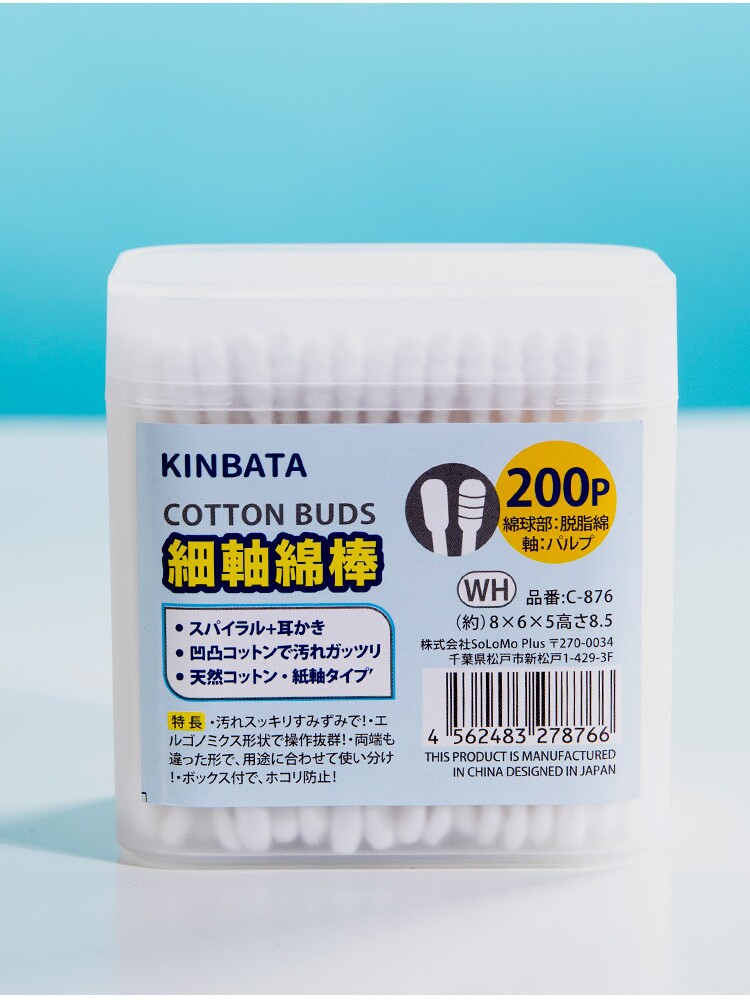 KINBATA
COTTON BUDS
細軸綿棒
• スパイラル+耳かき
• 凹凸コットンで汚れガッツリ
• 天然コットン・紙軸タイプ
特長 ・汚れスッキリすみずみで!・エ
ルゴノミクス形状で操作抜群!・両端も
違った形で、用途に合わせて使い分け
!・ボックス付で、ホコリ防止!
200P
綿球部:脱脂綿
軸:パルプ
WH 品番:C-876
(約)8×6×5高さ8.5
株式会社SoLoMo Plus 〒270-0034
千葉県松戸市新松戸1-429-3F
4 562483 278766
THIS PRODUCT IS MANUFACTURED
IN CHINA DESIGNED IN JAPAN